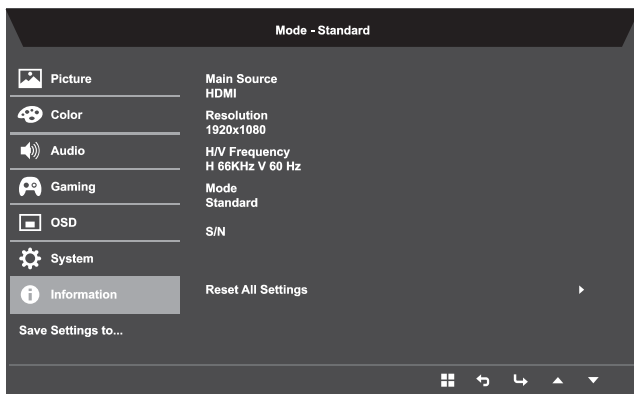 Mode - Standard
Picture
Color
Audio
Gaming
OSD
System
Information
Save Settings to...
Main Source
HDMI
Resolution
1920x1080
H/V Frequency
H 66KHz V 60 Hz
Mode
Standard
S/N
Reset All Settings